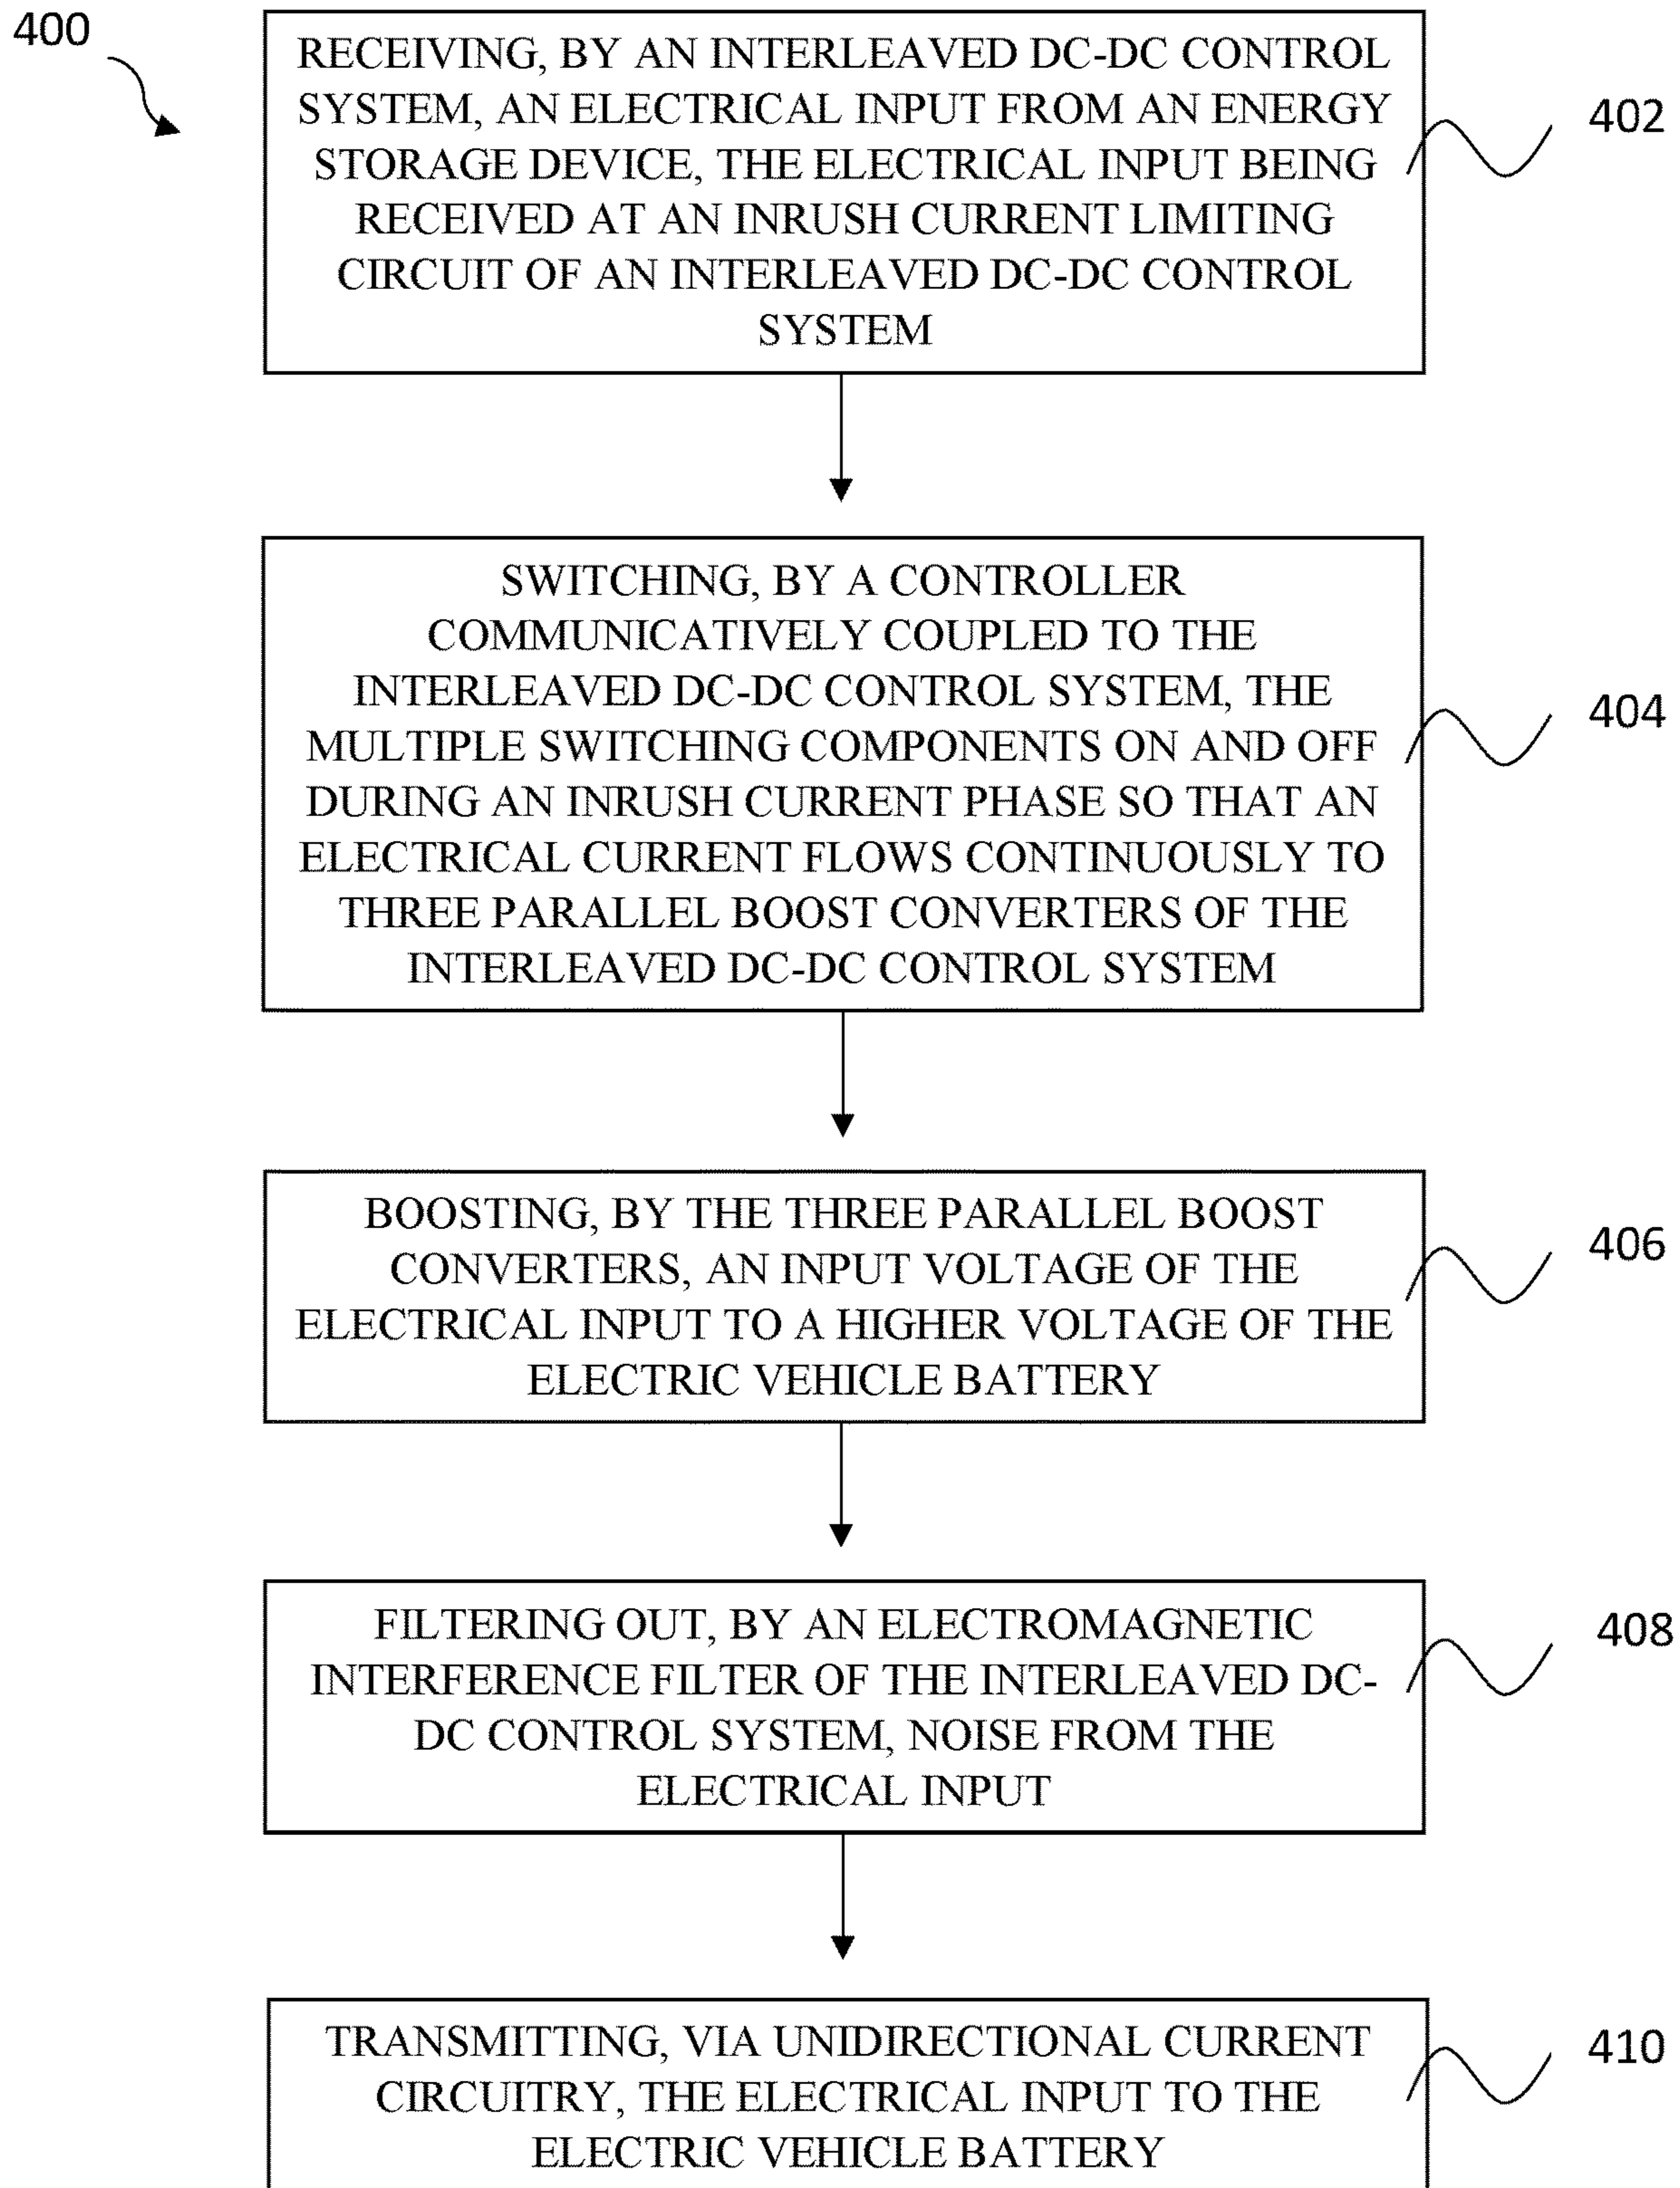 400
RECEIVING, BY AN INTERLEAVED DC-DC CONTROL
SYSTEM, AN ELECTRICAL INPUT FROM AN ENERGY
STORAGE DEVICE, THE ELECTRICAL INPUT BEING
RECEIVED AT AN INRUSH CURRENT LIMITING
CIRCUIT OF AN INTERLEAVED DC-DC CONTROL
SYSTEM
402
SWITCHING, BY A CONTROLLER
COMMUNICATIVELY COUPLED TO THE
INTERLEAVED DC-DC CONTROL SYSTEM, THE
MULTIPLE SWITCHING COMPONENTS ON AND OFF
DURING AN INRUSH CURRENT PHASE SO THAT AN
ELECTRICAL CURRENT FLOWS CONTINUOUSLY TO
THREE PARALLEL BOOST CONVERTERS OF THE
INTERLEAVED DC-DC CONTROL SYSTEM
404
BOOSTING, BY THE THREE PARALLEL BOOST
CONVERTERS, AN INPUT VOLTAGE OF THE
ELECTRICAL INPUT TO A HIGHER VOLTAGE OF THE
ELECTRIC VEHICLE BATTERY
406
FILTERING OUT, BY AN ELECTROMAGNETIC
INTERFERENCE FILTER OF THE INTERLEAVED DC-
DC CONTROL SYSTEM, NOISE FROM THE
ELECTRICAL INPUT
408
TRANSMITTING, VIA UNIDIRECTIONAL CURRENT
CIRCUITRY, THE ELECTRICAL INPUT TO THE
ELECTRIC VEHICLE BATTERY
410